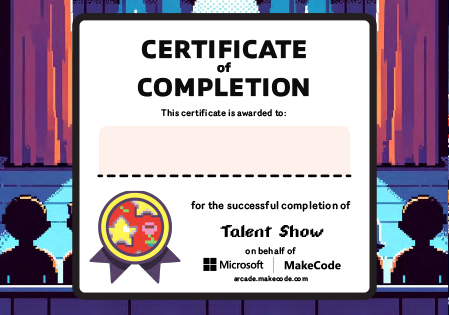 CERTIFICATE
of
COMPLETION
This certificate is awarded to:
for the successful completion of
Talent Show
on behalf of
Microsoft | MakeCode
arcade.makecode.com